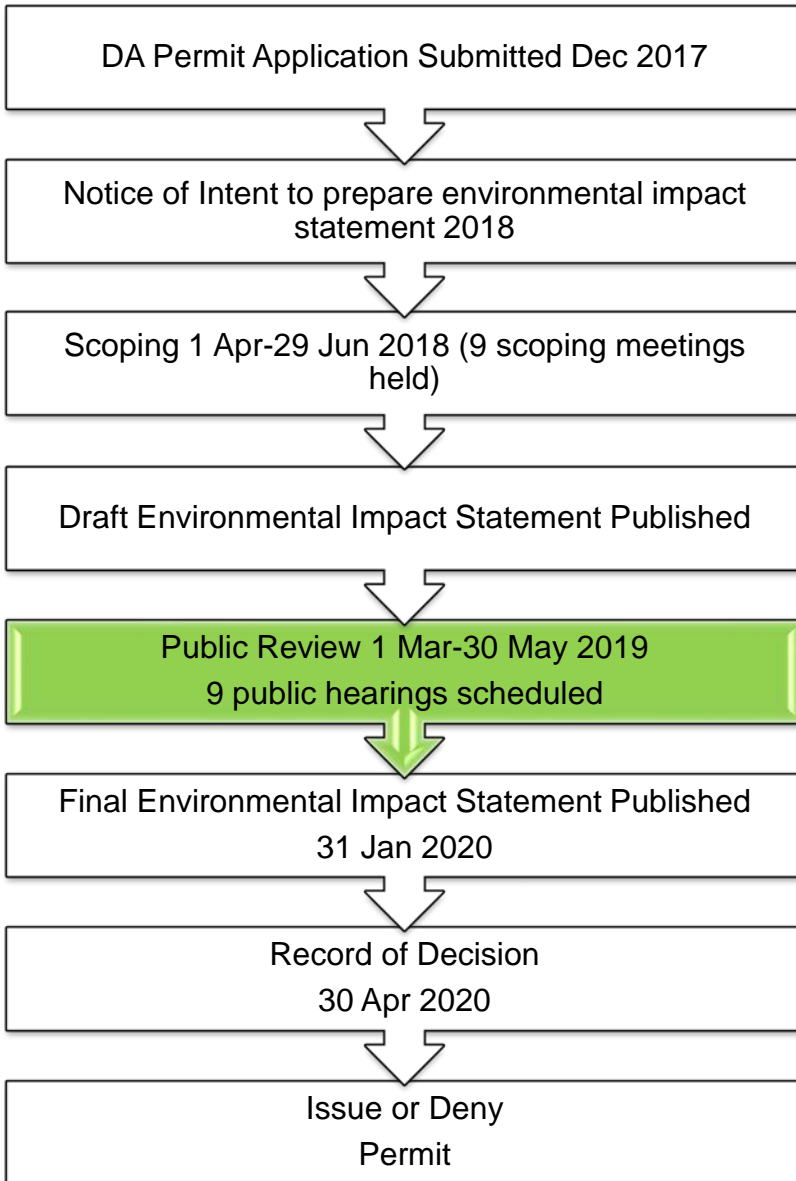 DA Permit Application Submitted Dec 2017
Notice of Intent to prepare environmental impact
statement 2018
Scoping 1 Apr-29 Jun 2018 (9 scoping meetings
held)
Draft Environmental Impact Statement Published
Public Review 1 Mar-30 May 2019
9 public hearings scheduled
Final Environmental Impact Statement Published
31 Jan 2020
Record of Decision
30 Apr 2020
Issue or Deny
Permit